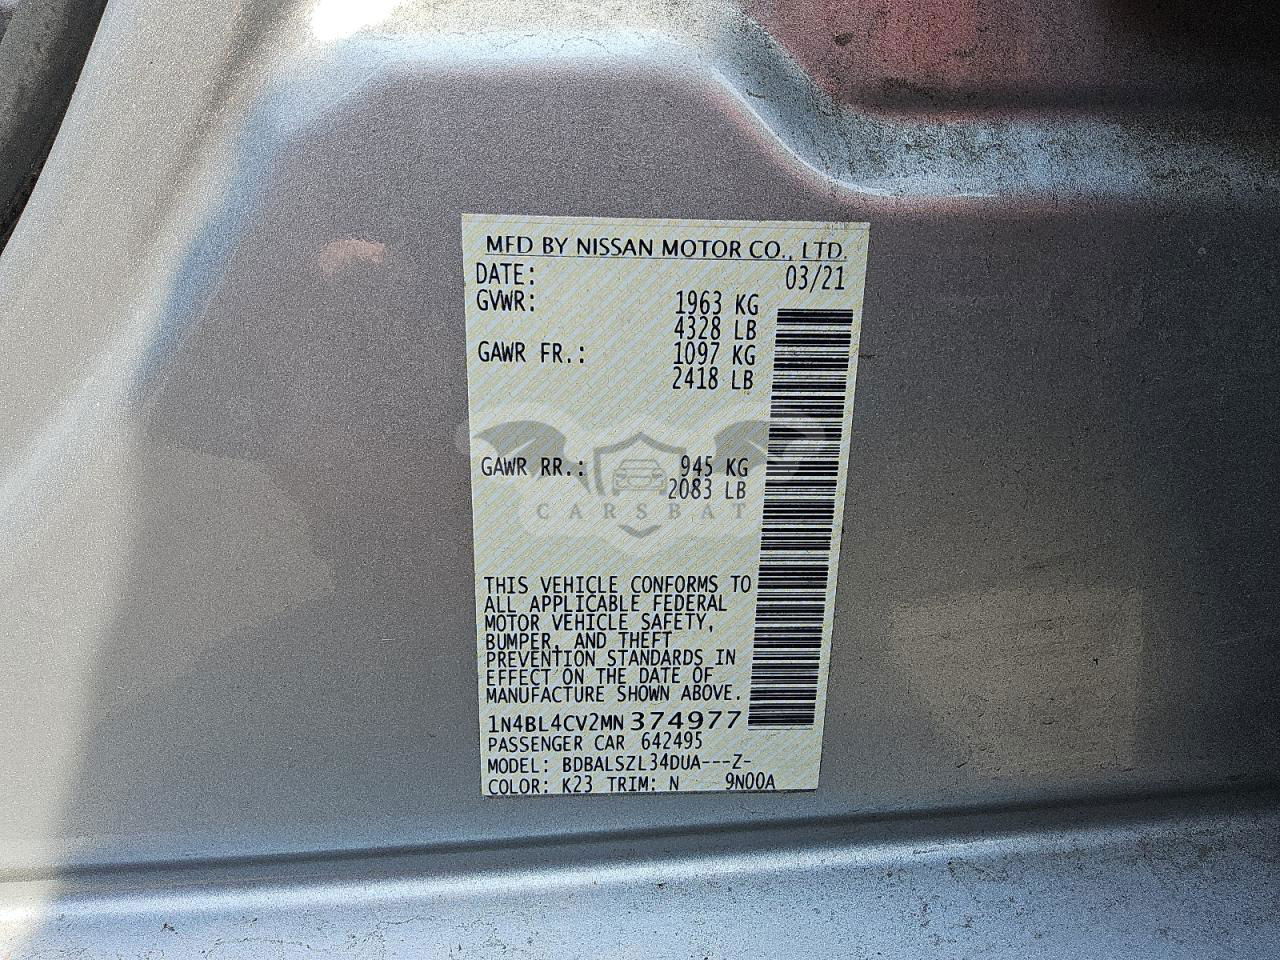 MFD BY NISSAN MOTOR CO., LTD.
DATE: 03/21
GVWR: 1963 KG
4328 LB
GAWR FR.: 1097 KG
2418 LB
GAWR RR.: 945 KG
2083 LB
CARSBAT
THIS VEHICLE CONFORMS TO
ALL APPLICABLE FEDERAL
MOTOR VEHICLE SAFETY,
BUMPER, AND THEFT
PREVENTION STANDARDS IN
EFFECT ON THE DATE OF
MANUFACTURE SHOWN ABOVE.
1N4BL4CV2MN374977
PASSENGER CAR 642495
MODEL: BDBALSZL34DUA---Z-
COLOR: K23 TRIM: N 9N00A